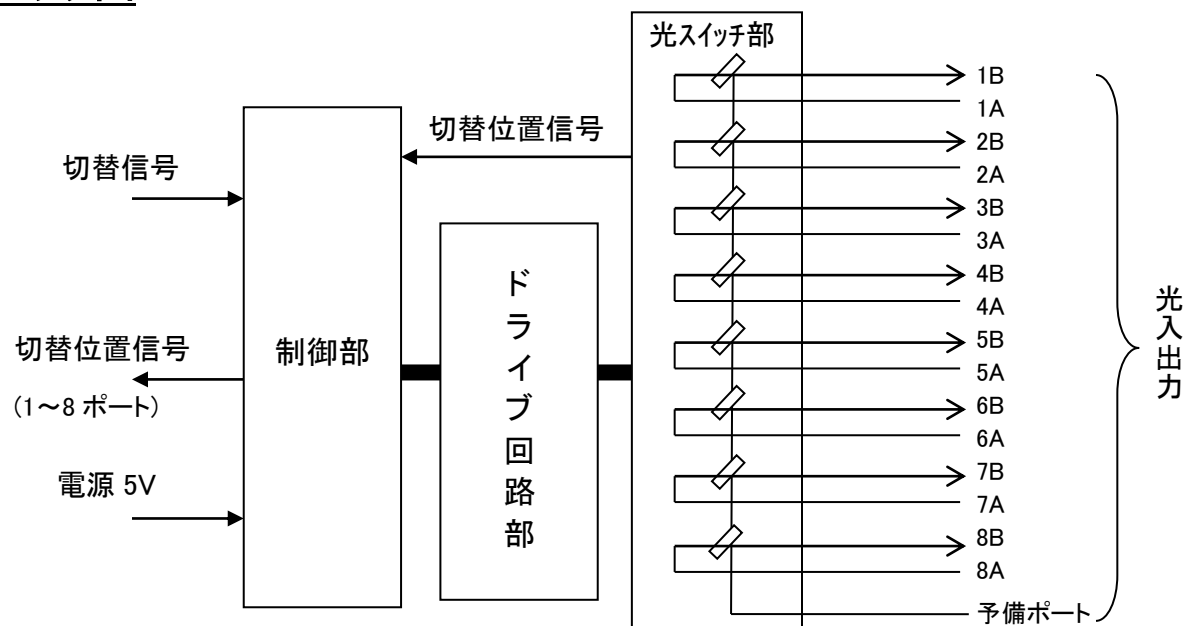 光スイッチ部
切替信号
切替位置信号
(1～8 ポート)
電源 5V
制御部
切替位置信号
ドライブ回路部
1B
1A
2B
2A
3B
3A
4B
4A
5B
5A
6B
6A
7B
7A
8B
8A
予備ポート
光入出力